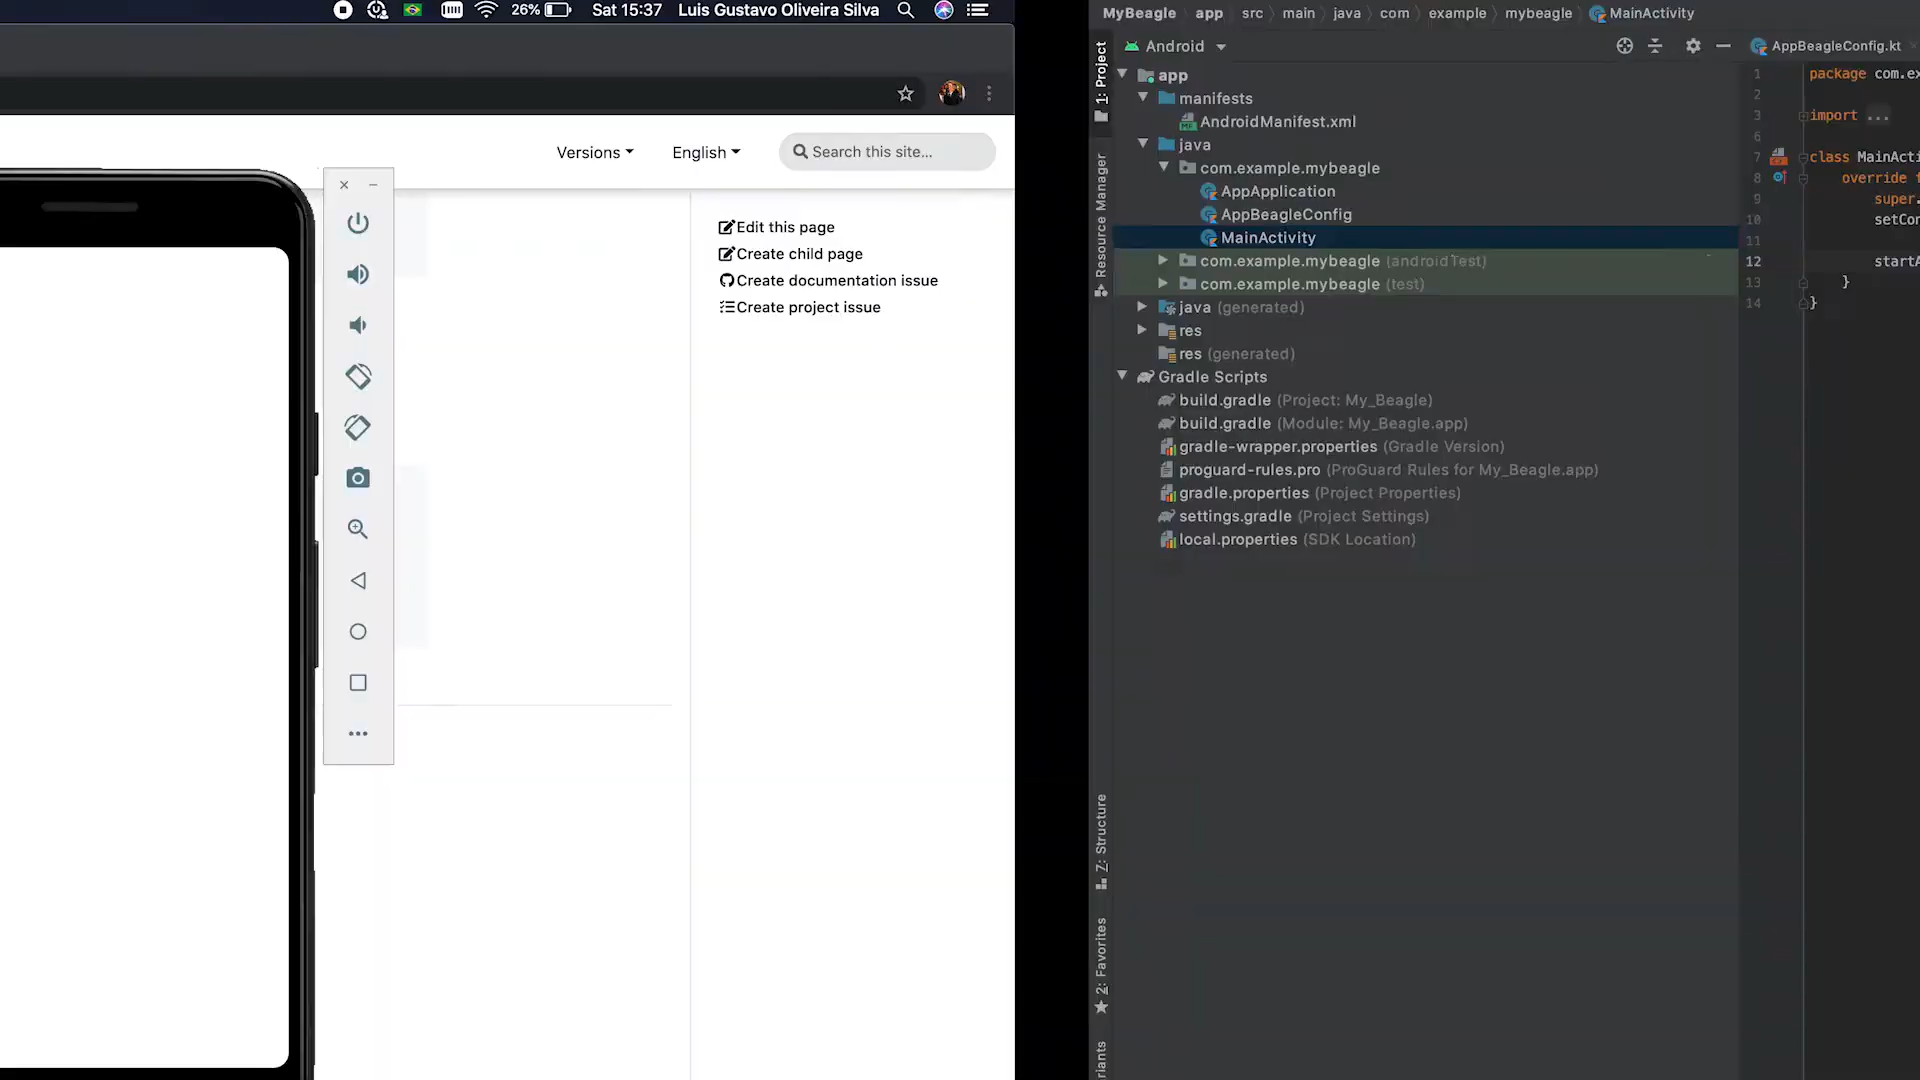 26%
Sat 15:37
Luis Gustavo Oliveira Silva
Versions
English
Search this site...
Edit this page
Create child page
Create documentation issue
Create project issue
MyBeagle app src main java com example mybeagle MainActivity
1: Project
Resource Manager
Z: Structure
2: Favorites
Android
app
manifests
AndroidManifest.xml
java
com.example.mybeagle
AppApplication
AppBeagleConfig
MainActivity
com.example.mybeagle (androidTest)
com.example.mybeagle (test)
java (generated)
res
res (generated)
Gradle Scripts
build.gradle (Project: My_Beagle)
build.gradle (Module: My_Beagle.app)
gradle-wrapper.properties (Gradle Version)
proguard-rules.pro (ProGuard Rules for My_Beagle.app)
gradle.properties (Project Properties)
settings.gradle (Project Settings)
local.properties (SDK Location)
AppBeagleConfig.kt
1 package com.ex
2
3 import ...
6
7 class MainActi
8 override f
9 super.
10 setCon
11
12 startA
13 }
14 }